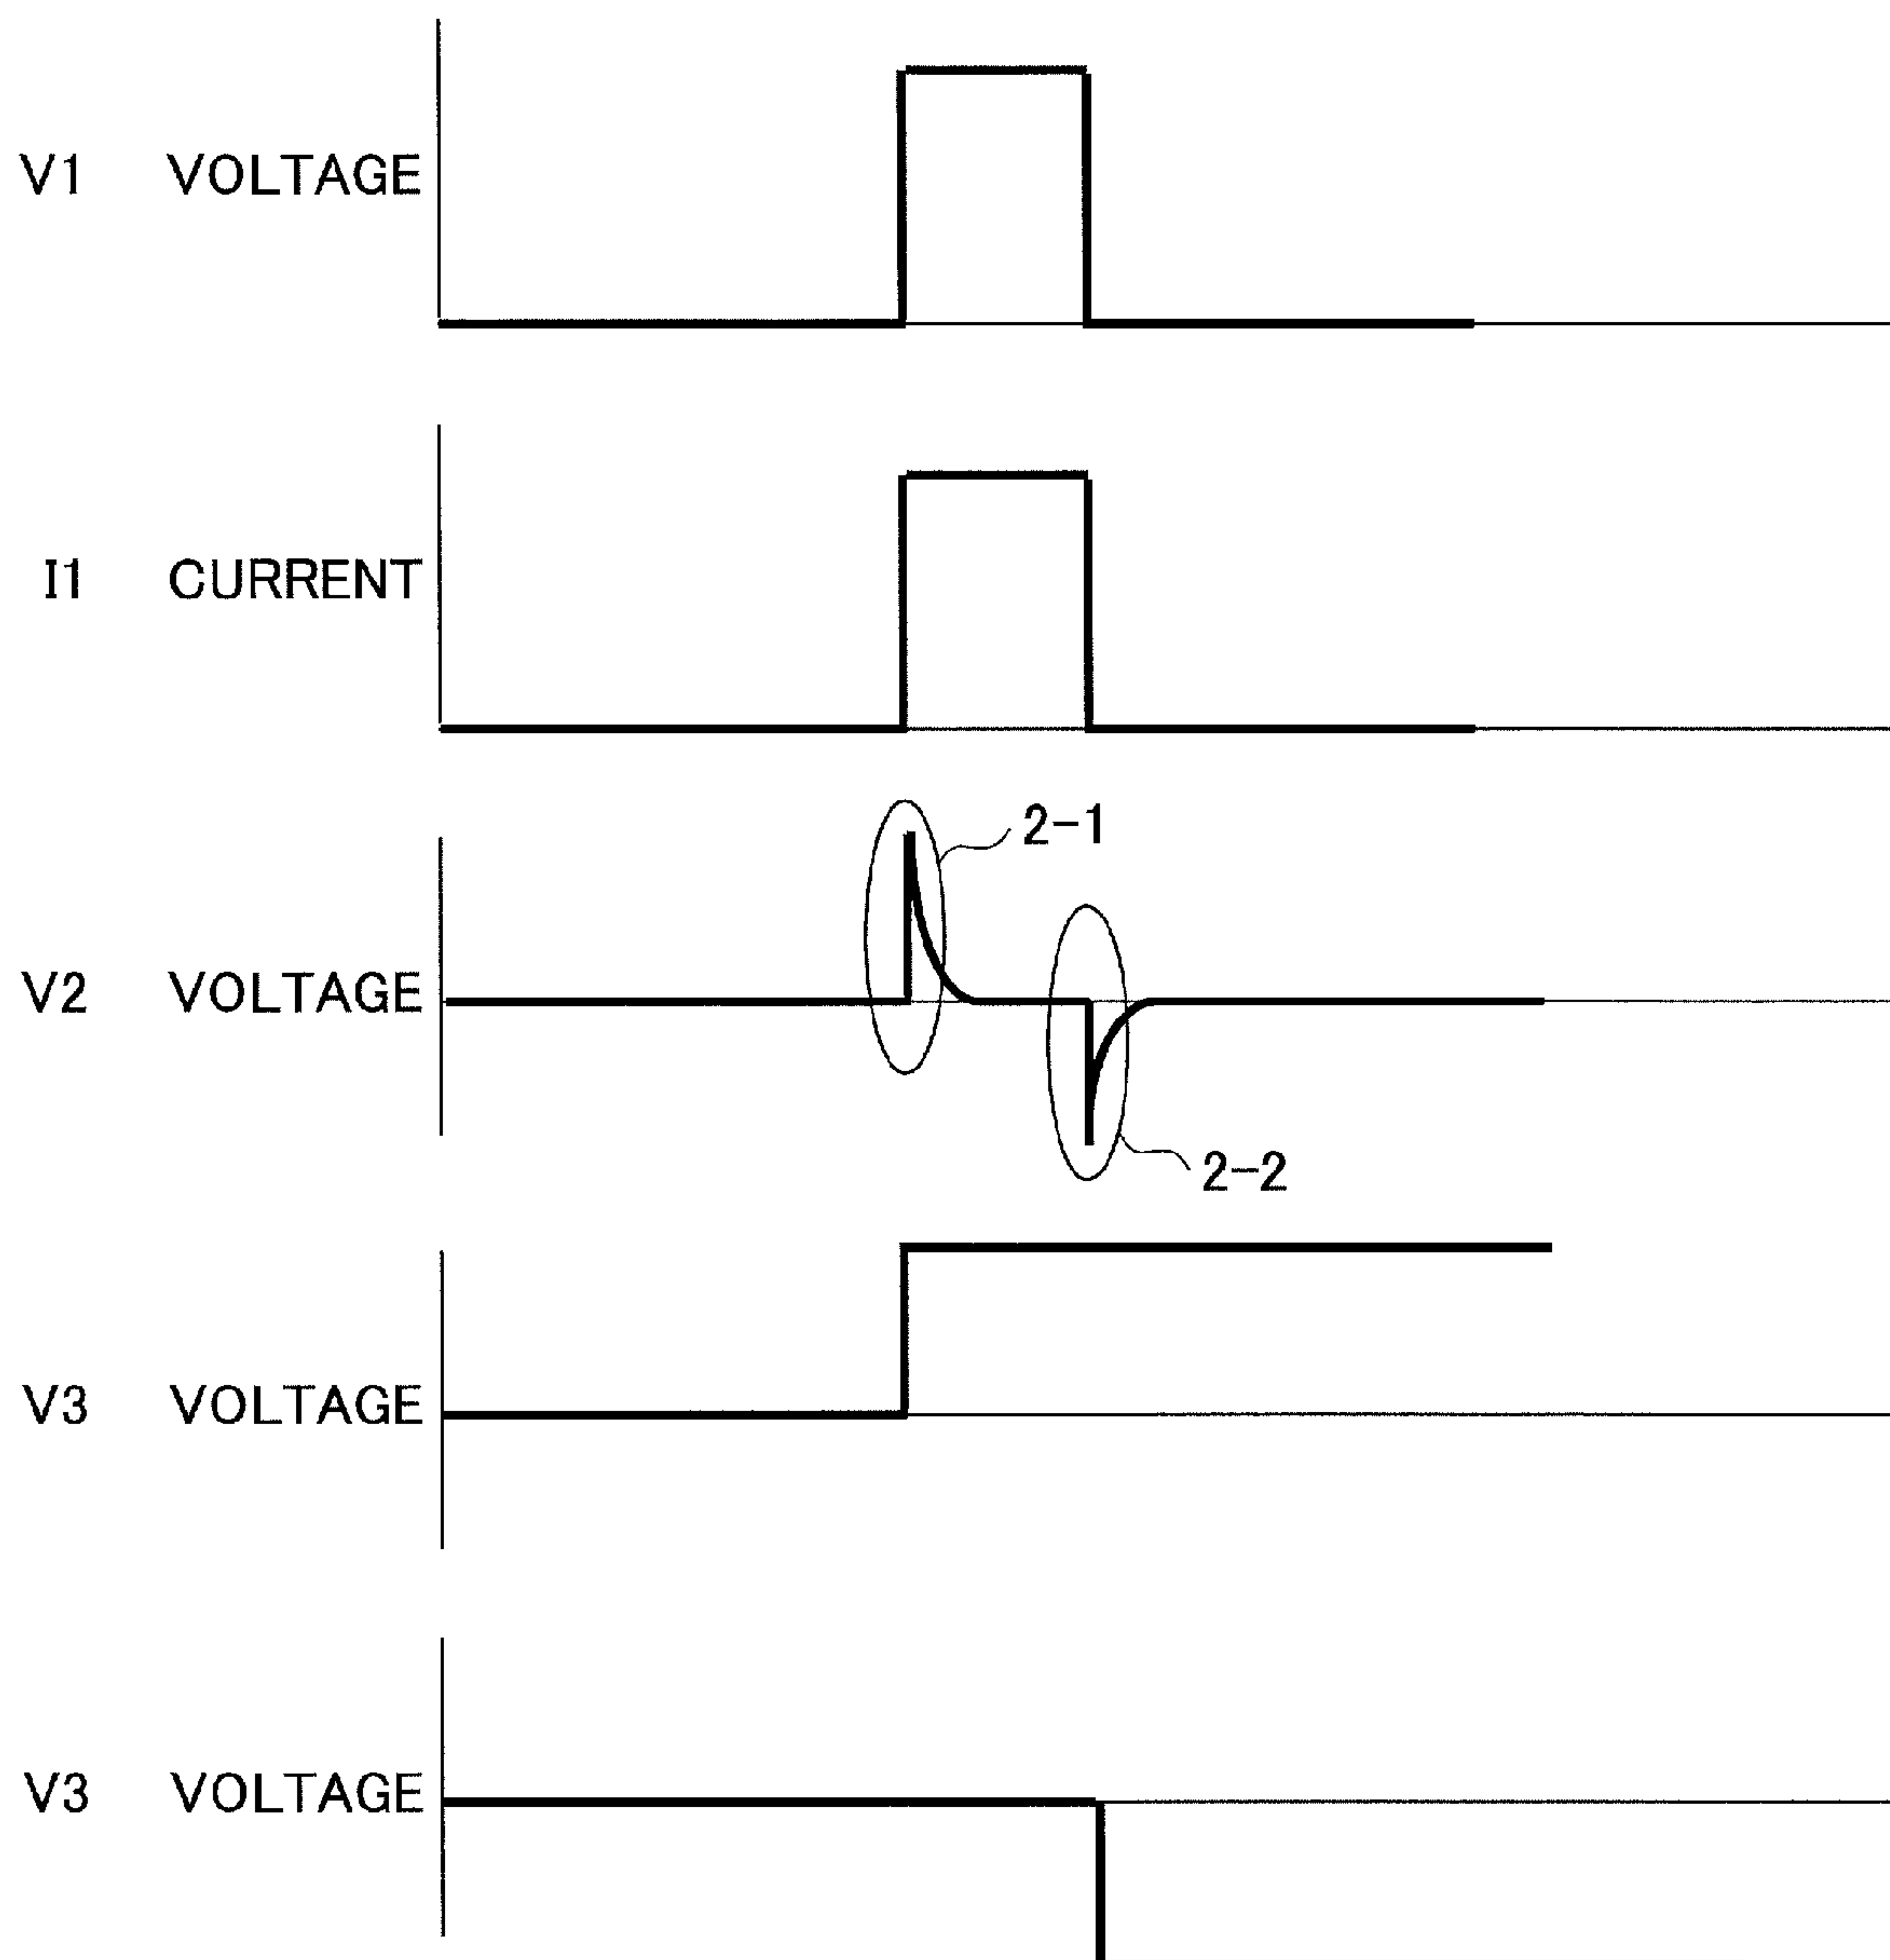 V1 VOLTAGE
I1 CURRENT
2-1
V2 VOLTAGE
2-2
V3 VOLTAGE
V3 VOLTAGE